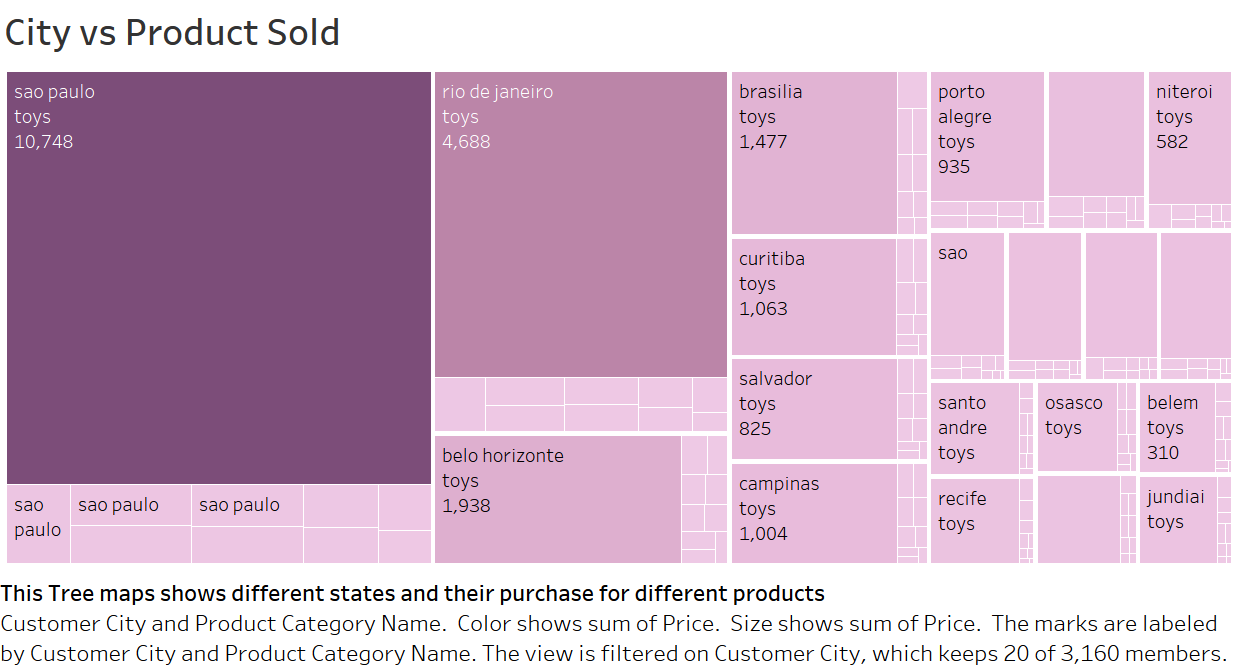 City vs Product Sold
sao paulo
toys
10,748
rio de janeiro
toys
4,688
brasilia
toys
1,477
porto
alegre
toys
935
niteroi
toys
582
curitiba
toys
1,063
sao
salvador
toys
825
santo
andre
toys
osasco
toys
belem
toys
310
belo horizonte
toys
1,938
campinas
toys
1,004
recife
toys
jundiai
toys
sao
paulo
sao paulo
sao paulo
This Tree maps shows different states and their purchase for different products
Customer City and Product Category Name.  Color shows sum of Price.  Size shows sum of Price.  The marks are labeled
by Customer City and Product Category Name. The view is filtered on Customer City, which keeps 20 of 3,160 members.